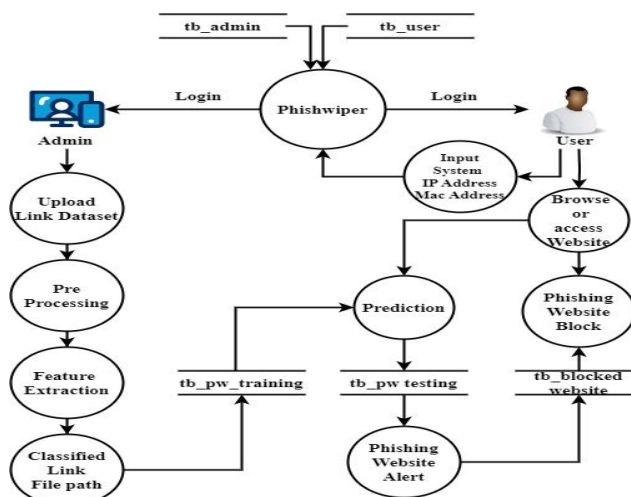 tb_admin
tb_user
Login
Phishwiper
Login
Admin
User
Input
System
IP Address
Mac Address
Upload
Link Dataset
Browse
or
access
Website
Pre
Processing
Prediction
Phishing
Website
Block
Feature
Extraction
tb_pw_training
tb_pw testing
tb_blocked
website
Classified
Link
File path
Phishing
Website
Alert